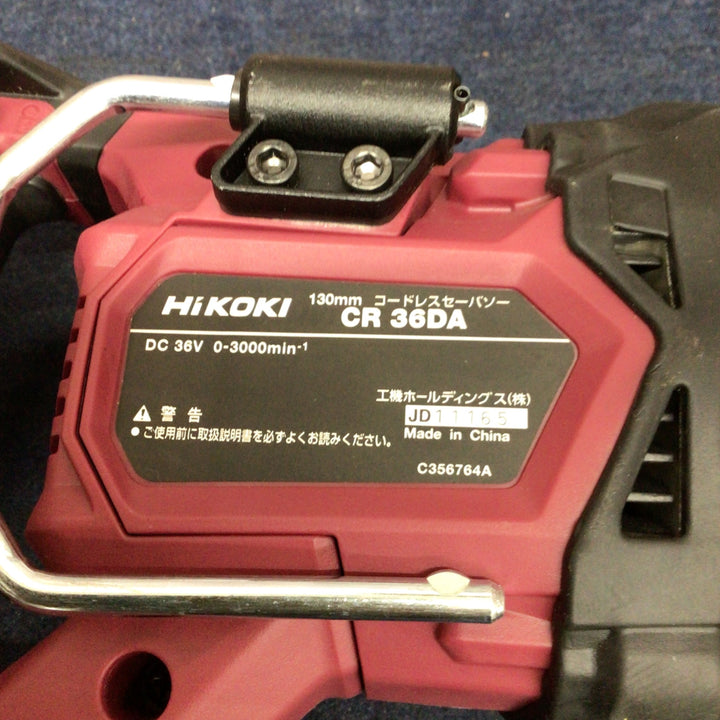 HiKOKI
130mm コードレスセーバソー
CR 36DA
DC 36V 0-3000min-1
工機ホールディングス(株)
JD11165
Made in China
警告
● ご使用前に取扱説明書を必ずよくお読みください。
C356764A